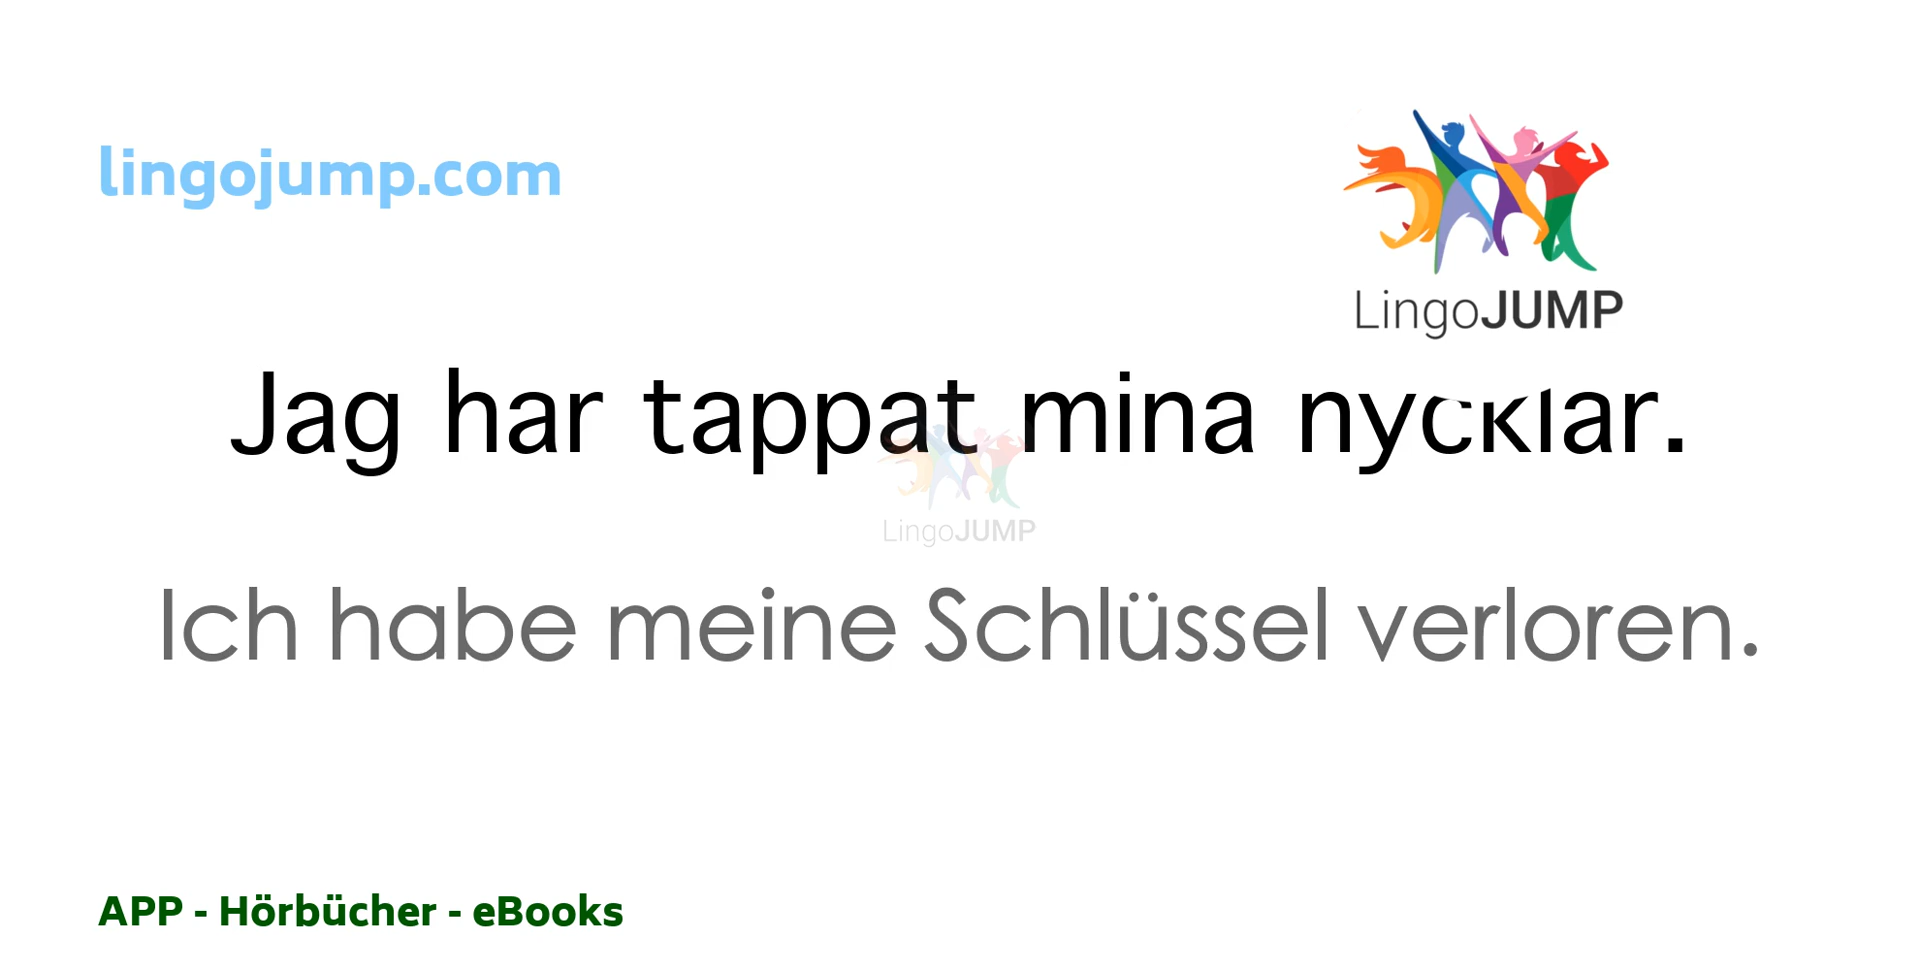 lingojump.com
LingoJUMP
Jag har tappat mina nycklar.
LingoJUMP
Ich habe meine Schlüssel verloren.
APP - Hörbücher - eBooks